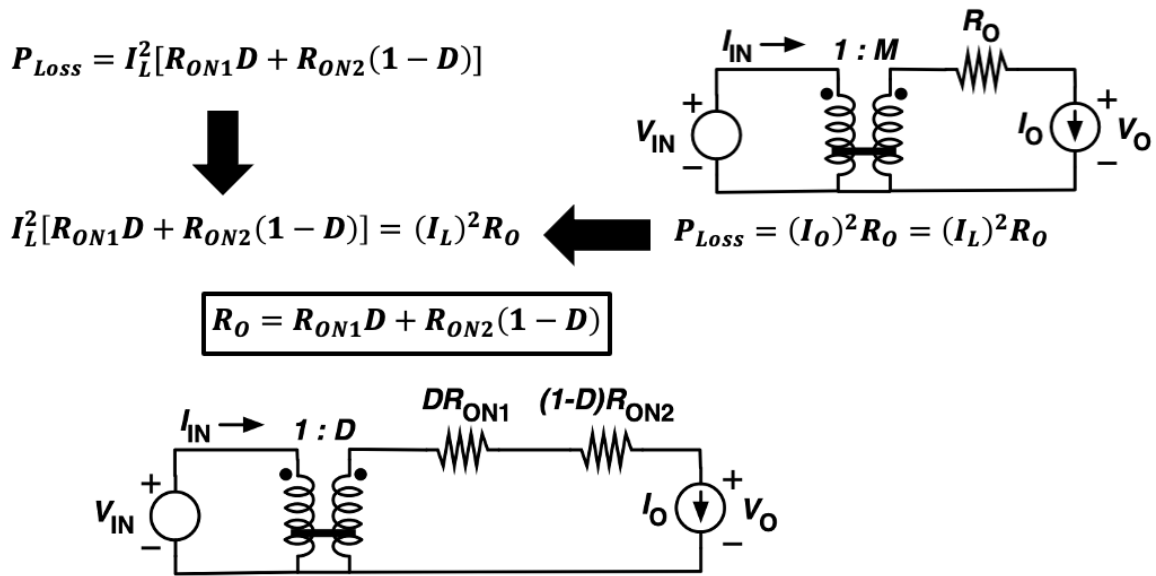 P_Loss = I_L^2[R_ON1 D + R_ON2(1 − D)]
I_IN
1 : M
R_O
+
V_IN
−
I_O
+
V_O
−
I_L^2[R_ON1 D + R_ON2(1 − D)] = (I_L)^2 R_O
P_Loss = (I_O)^2 R_O = (I_L)^2 R_O
R_O = R_ON1 D + R_ON2(1 − D)
I_IN
1 : D
DR_ON1
(1-D)R_ON2
+
V_IN
−
I_O
+
V_O
−